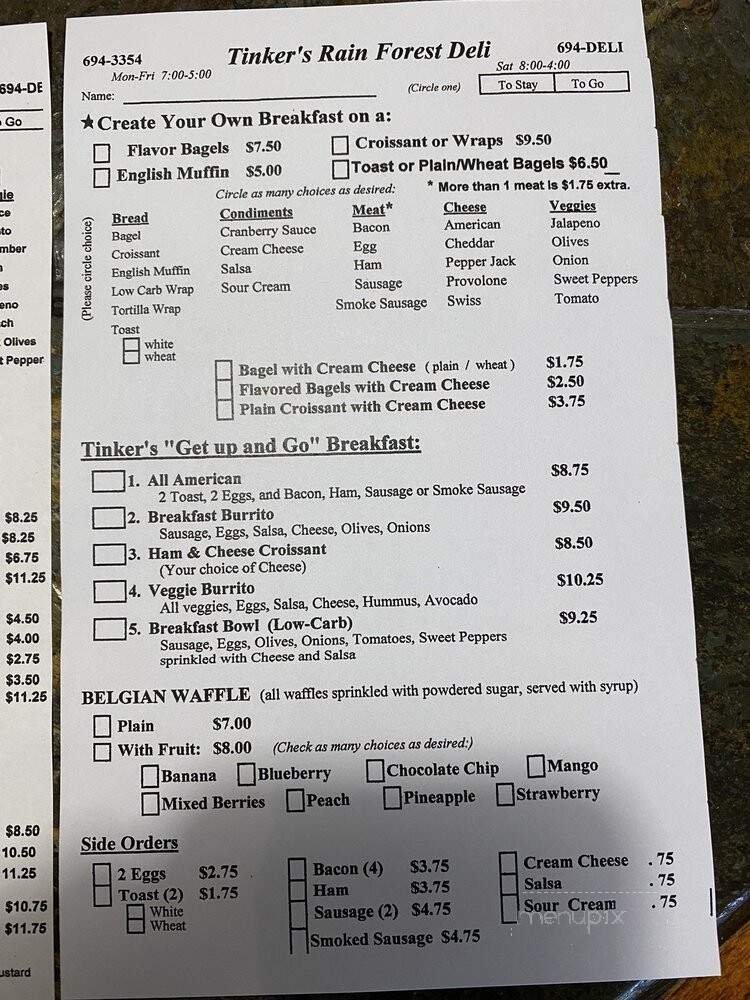 694-DE
Go
gie
ce
to
mber
es
eno
ch
Olives
t Pepper
$8.25
$8.25
$6.75
$11.25
$4.50
$4.00
$2.75
$3.50
$11.25
$8.50
10.50
11.25
$10.75
$11.75
ustard
694-3354 Tinker's Rain Forest Deli 694-DELI
Mon-Fri 7:00-5:00 Sat 8:00-4:00
Name: (Circle one) To Stay To Go
★Create Your Own Breakfast on a:
Flavor Bagels $7.50 Croissant or Wraps $9.50
English Muffin $5.00 Toast or Plain/Wheat Bagels $6.50
Circle as many choices as desired: * More than 1 meat is $1.75 extra.
(Please circle choice)
Bread Condiments Meat* Cheese Veggies
Bagel Cranberry Sauce Bacon American Jalapeno
Croissant Cream Cheese Egg Cheddar Olives
English Muffin Salsa Ham Pepper Jack Onion
Low Carb Wrap Sour Cream Sausage Provolone Sweet Peppers
Tortilla Wrap Smoke Sausage Swiss Tomato
Toast
white
wheat
Bagel with Cream Cheese (plain / wheat) $1.75
Flavored Bagels with Cream Cheese $2.50
Plain Croissant with Cream Cheese $3.75
Tinker's "Get up and Go" Breakfast:
1. All American $8.75
2 Toast, 2 Eggs, and Bacon, Ham, Sausage or Smoke Sausage
2. Breakfast Burrito $9.50
Sausage, Eggs, Salsa, Cheese, Olives, Onions
3. Ham & Cheese Croissant $8.50
(Your choice of Cheese)
4. Veggie Burrito $10.25
All veggies, Eggs, Salsa, Cheese, Hummus, Avocado
5. Breakfast Bowl (Low-Carb) $9.25
Sausage, Eggs, Olives, Onions, Tomatoes, Sweet Peppers
sprinkled with Cheese and Salsa
BELGIAN WAFFLE (all waffles sprinkled with powdered sugar, served with syrup)
Plain $7.00
With Fruit: $8.00 (Check as many choices as desired:)
Banana Blueberry Chocolate Chip Mango
Mixed Berries Peach Pineapple Strawberry
Side Orders
2 Eggs $2.75 Bacon (4) $3.75 Cream Cheese .75
Toast (2) $1.75 Ham $3.75 Salsa .75
White Sausage (2) $4.75 Sour Cream .75
Wheat
Smoked Sausage $4.75
menupix